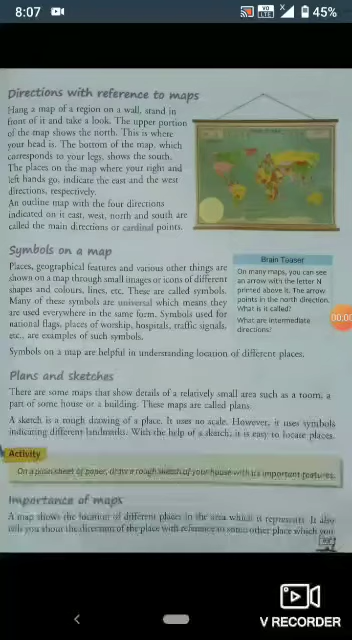 8:07
45%
Directions with reference to maps
Hang a map of a region on a wall, stand in
front of it and take a look. The upper portion
of the map shows the north. This is where
your head is. The bottom of the map, which
corresponds to your legs, shows the south.
The places on the map where your right and
left hands go, indicate the east and the west
directions, respectively.
An outline map with the four directions
indicated on it east, west, north and south are
called the main directions or cardinal points.
Symbols on a map
Places, geographical features and various other things are
shown on a map through small images or icons of different
shapes and colours, lines, etc. These are called symbols.
Many of these symbols are universal which means they
are used everywhere in the same form. Symbols used for
national flags, places of worship, hospitals, traffic signals,
etc., are examples of such symbols.
Brain Teaser
On many maps, you can see
an arrow with the letter N
printed above it. The arrow
points in the north direction.
What is it called?
What are intermediate
directions?
00:00
Symbols on a map are helpful in understanding location of different places.
Plans and sketches
There are some maps that show details of a relatively small area such as a room, a
part of some house or a building. These maps are called plans.
A sketch is a rough drawing of a place. It uses no scale. However, it uses symbols
indicating different landmarks. With the help of a sketch, it is easy to locate places.
Activity
On a plain sheet of paper, draw a rough sketch of your house with its important features.
Importance of maps
A map shows the location of different places in the area which it represents. It also
tells you about the direction of the place with reference to some other place which you
V RECORDER